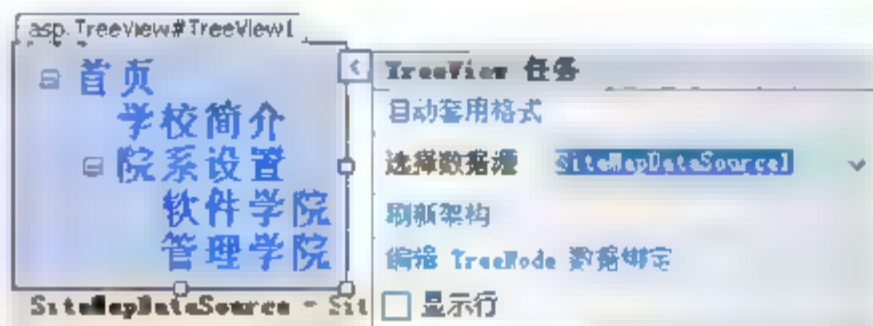 asp.TreeView#TreeView1
首页
学校简介
院系设置
软件学院
管理学院
SiteMapDataSource - Sit
TreeView 任务
自动套用格式
选择数据源 SiteMapDataSource1
刷新架构
编辑 TreeNode 数据绑定
显示行